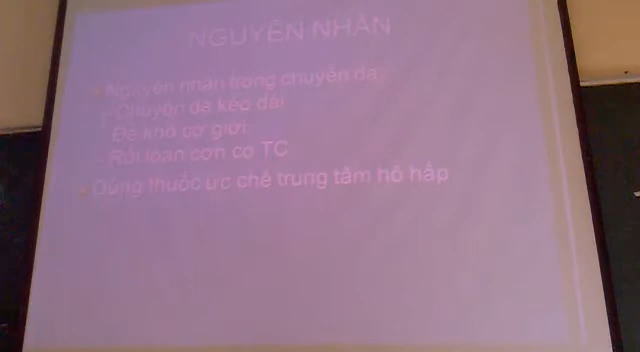 NGUYÊN NHÂN
Nguyên nhân trong chuyển dạ:
- Chuyển dạ kéo dài
- Đẻ khó cơ giới
- Rối loạn cơn co TC
Dùng thuốc ức chế trung tâm hô hấp